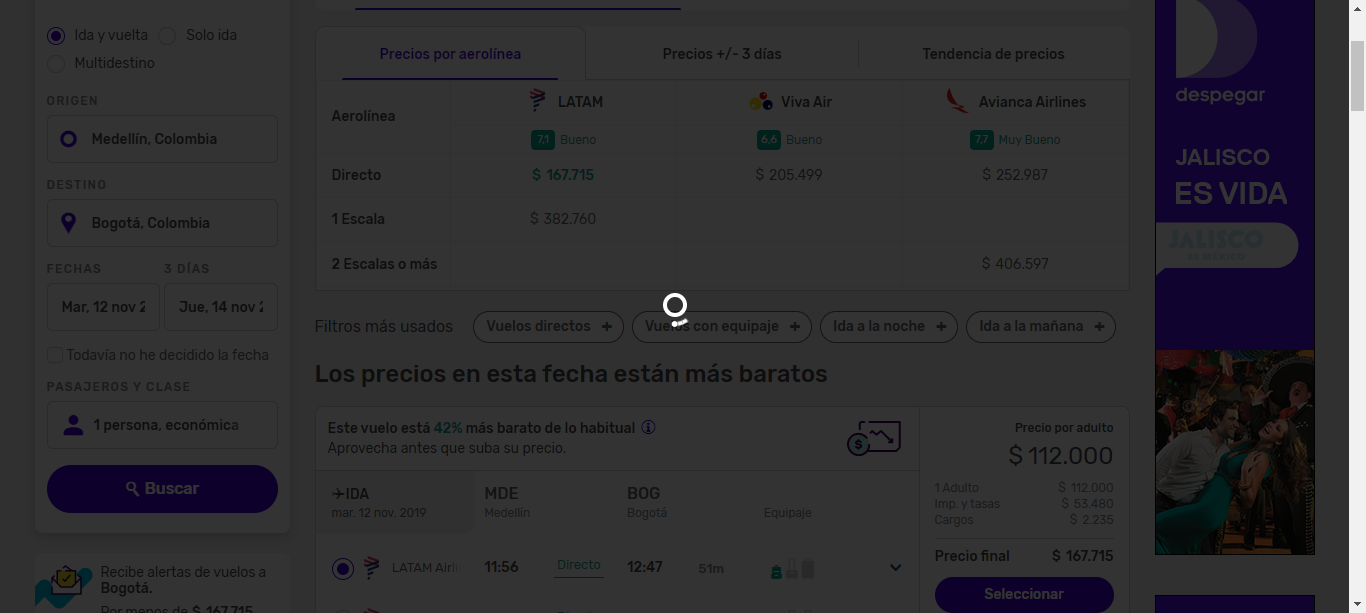 Ida y vuelta
Solo ida
Multidestino
ORIGEN
Medellín, Colombia
DESTINO
Bogotá, Colombia
FECHAS
3 DÍAS
Mar, 12 nov 2
Jue, 14 nov 2
Todavía no he decidido la fecha
PASAJEROS Y CLASE
1 persona, económica
Buscar
Recibe alertas de vuelos a
Bogotá.
Por menos de $ 167.715
Precios por aerolínea
Precios +/- 3 días
Tendencia de precios
Aerolínea
LATAM
Viva Air
Avianca Airlines
7,1 Bueno
6,6 Bueno
7,7 Muy Bueno
Directo
$ 167.715
$ 205.499
$ 252.987
1 Escala
$ 382.760
2 Escalas o más
$ 406.597
Filtros más usados
Vuelos directos +
Vuelos con equipaje +
Ida a la noche +
Ida a la mañana +
Los precios en esta fecha están más baratos
Este vuelo está 42% más barato de lo habitual
Aprovecha antes que suba su precio.
IDA
mar. 12 nov. 2019
MDE
Medellín
BOG
Bogotá
Equipaje
LATAM Airli
11:56
Directo
12:47
51m
Precio por adulto
$ 112.000
1 Adulto $ 112.000
Imp. y tasas $ 53.480
Cargos $ 2.235
Precio final $ 167.715
Seleccionar
despegar
JALISCO
ES VIDA
JALISCO
ES MÉXICO